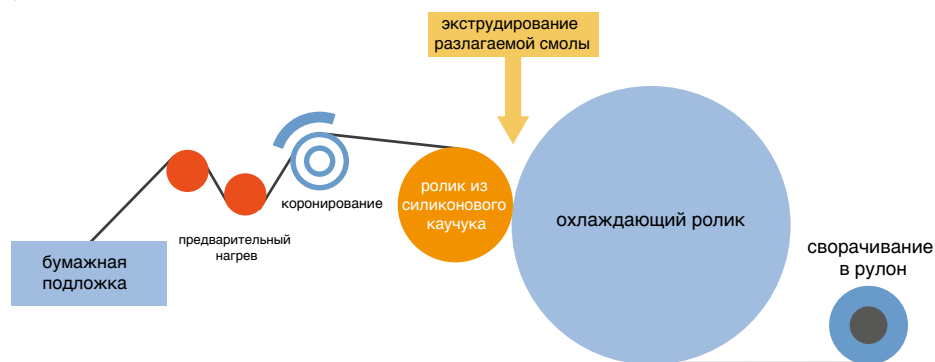 экструдирование
разлагаемой смолы
коронирование
предварительный
нагрев
бумажная
подложка
ролик из
силиконового
каучука
охлаждающий ролик
сворачивание
в рулон